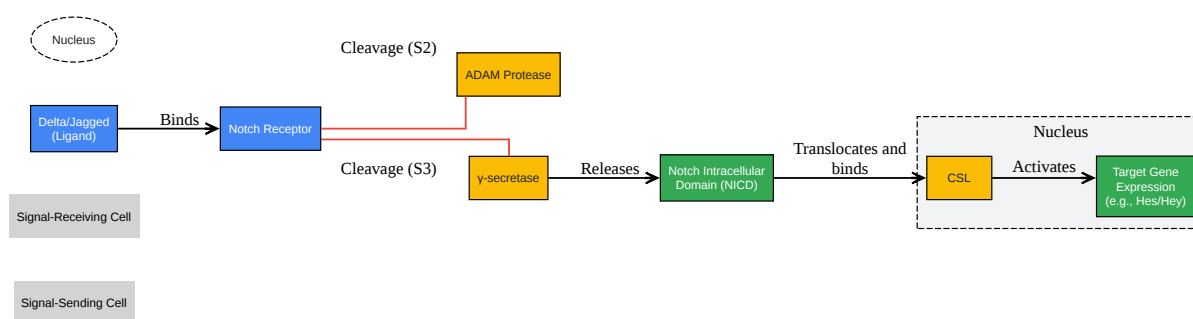 Nucleus
Cleavage (S2)
ADAM Protease
Delta/Jagged
(Ligand)
Binds
Notch Receptor
Cleavage (S3)
γ-secretase
Releases
Notch Intracellular
Domain (NICD)
Translocates and
binds
Nucleus
CSL
Activates
Target Gene
Expression
(e.g., Hes/Hey)
Signal-Receiving Cell
Signal-Sending Cell